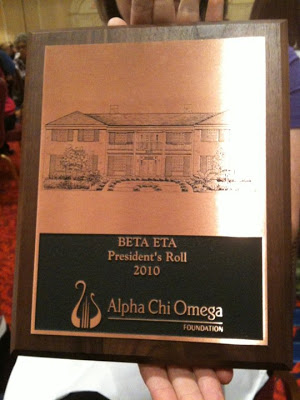 BETA ETA
President's Roll
2010
Alpha Chi Omega
FOUNDATION